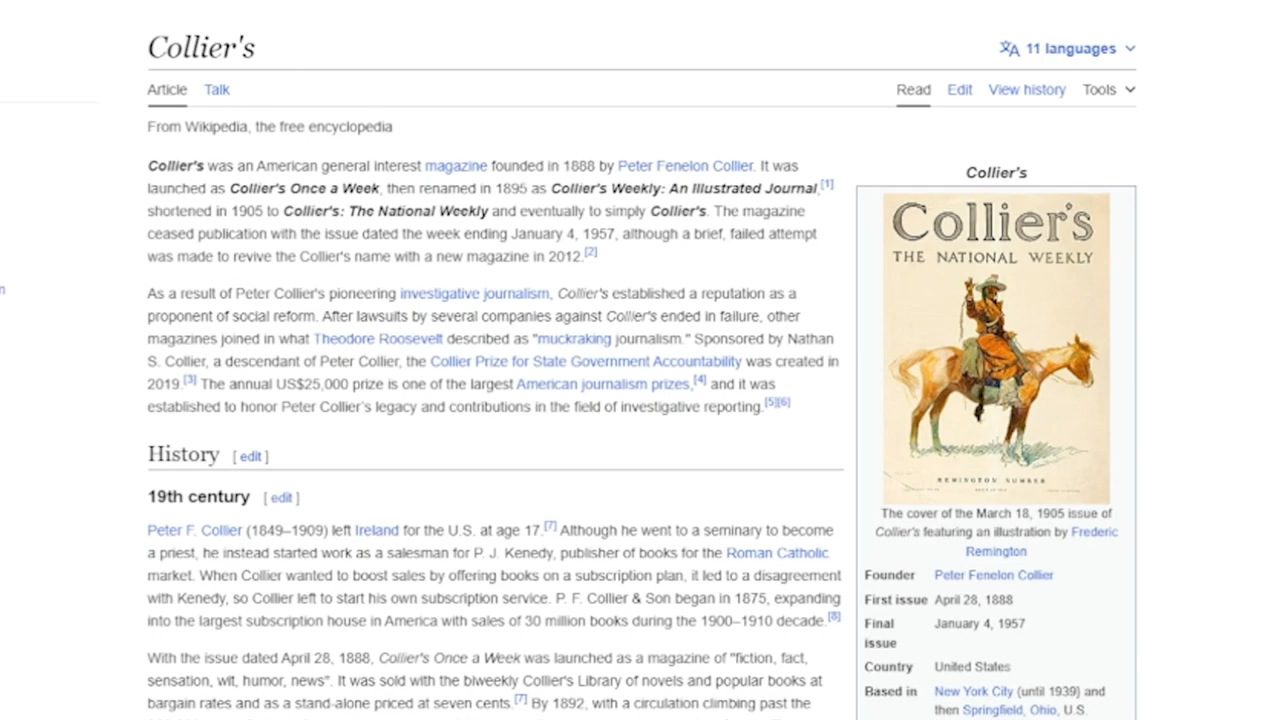 Collier's
11 languages
Article Talk
Read Edit View history Tools
From Wikipedia, the free encyclopedia
Collier's was an American general interest magazine founded in 1888 by Peter Fenelon Collier. It was
launched as Collier's Once a Week, then renamed in 1895 as Collier's Weekly: An Illustrated Journal,[1]
shortened in 1905 to Collier's: The National Weekly and eventually to simply Collier's. The magazine
ceased publication with the issue dated the week ending January 4, 1957, although a brief, failed attempt
was made to revive the Collier's name with a new magazine in 2012.[2]
As a result of Peter Collier's pioneering investigative journalism, Collier's established a reputation as a
proponent of social reform. After lawsuits by several companies against Collier's ended in failure, other
magazines joined in what Theodore Roosevelt described as "muckraking journalism." Sponsored by Nathan
S. Collier, a descendant of Peter Collier, the Collier Prize for State Government Accountability was created in
2019.[3] The annual US$25,000 prize is one of the largest American journalism prizes,[4] and it was
established to honor Peter Collier's legacy and contributions in the field of investigative reporting.[5][6]
History [ edit ]
19th century [ edit ]
Peter F. Collier (1849–1909) left Ireland for the U.S. at age 17.[7] Although he went to a seminary to become
a priest, he instead started work as a salesman for P. J. Kenedy, publisher of books for the Roman Catholic
market. When Collier wanted to boost sales by offering books on a subscription plan, it led to a disagreement
with Kenedy, so Collier left to start his own subscription service. P. F. Collier & Son began in 1875, expanding
into the largest subscription house in America with sales of 30 million books during the 1900–1910 decade.[8]
With the issue dated April 28, 1888, Collier's Once a Week was launched as a magazine of "fiction, fact,
sensation, wit, humor, news". It was sold with the biweekly Collier's Library of novels and popular books at
bargain rates and as a stand-alone priced at seven cents.[7] By 1892, with a circulation climbing past the
Collier's
Collier's
THE NATIONAL WEEKLY
REMINGTON NUMBER
The cover of the March 18, 1905 issue of
Collier's featuring an illustration by Frederic
Remington
Founder Peter Fenelon Collier
First issue April 28, 1888
Final January 4, 1957
issue
Country United States
Based in New York City (until 1939) and
then Springfield, Ohio, U.S.